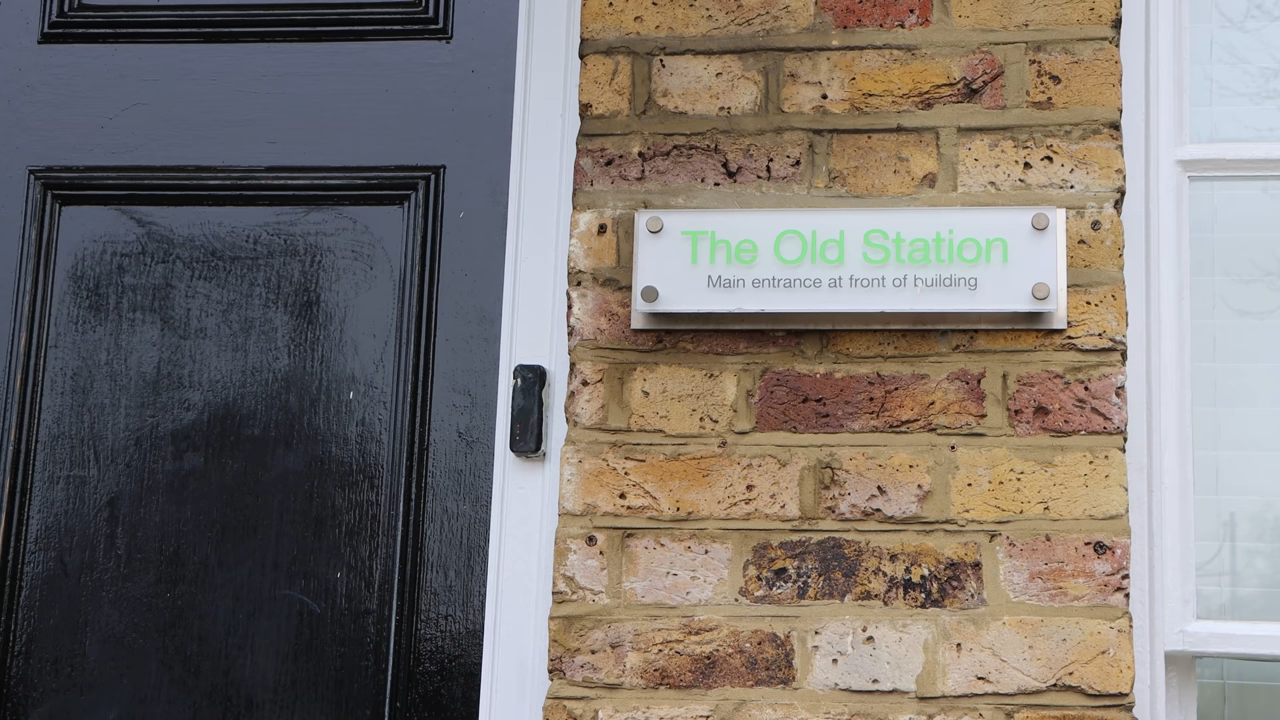 The Old Station
Main entrance at front of building